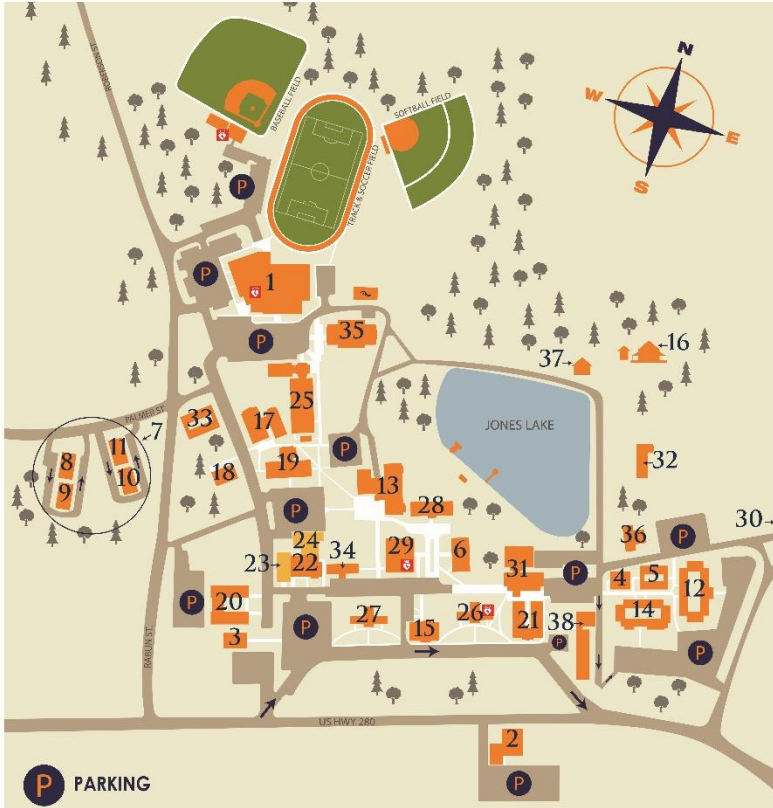 N
W
E
S
ROBERSON ST.
BASEBALL FIELD
SOFTBALL FIELD
TRACK & SOCCER FIELD
P
P
1
P
35
37
16
PALMER ST.
33
25
17
JONES LAKE
7
11
8
10
9
18
19
P
13
32
28
30
P
24
23
22
34
29
6
36
P
31
P
4
5
12
20
P
3
P
27
15
26
21
38
P
14
P
RABUN ST.
US HWY 280
2
P
P PARKING